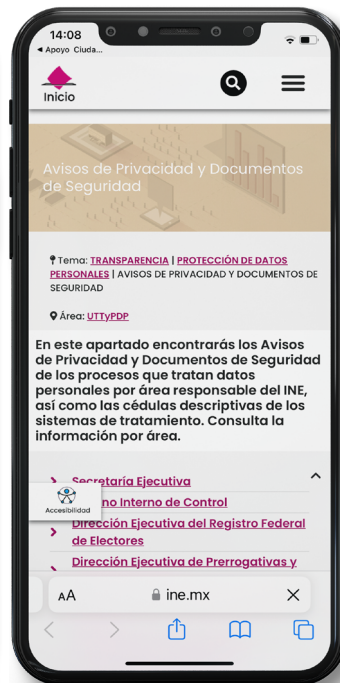 14:08
◀ Apoyo Ciuda...
Inicio
Avisos de Privacidad y Documentos
de Seguridad
Tema: TRANSPARENCIA | PROTECCIÓN DE DATOS
PERSONALES | AVISOS DE PRIVACIDAD Y DOCUMENTOS DE
SEGURIDAD
Área: UTTyPDP
En este apartado encontrarás los Avisos
de Privacidad y Documentos de Seguridad
de los procesos que tratan datos
personales por área responsable del INE,
así como las cédulas descriptivas de los
sistemas de tratamiento. Consulta la
información por área.
Secretaría Ejecutiva
no Interno de Control
Accesibilidad
Dirección Ejecutiva del Registro Federal
de Electores
Dirección Ejecutiva de Prerrogativas y
AA
ine.mx